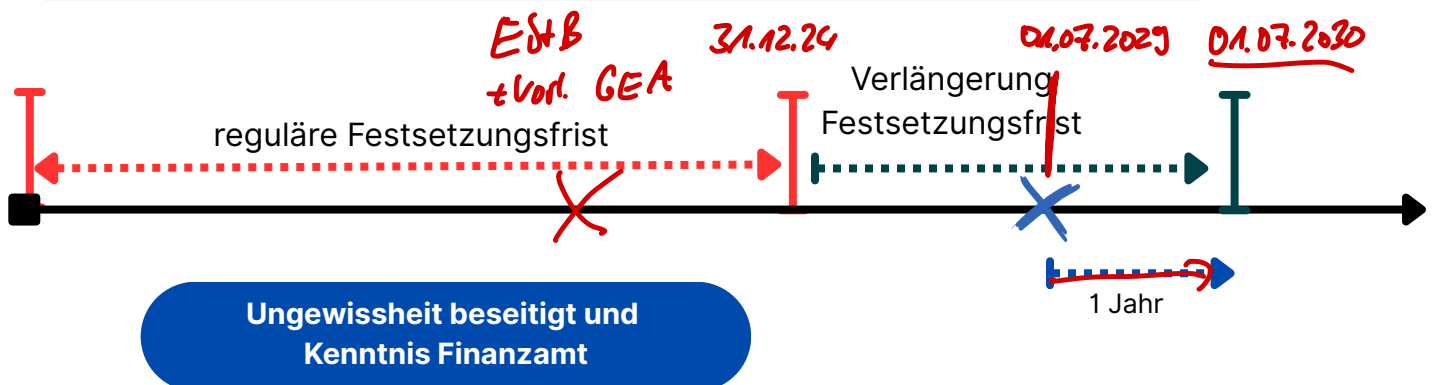 EStB 31.12.24 01.07.2029 01.07.2030
+ Vorl. GEA
Verlängerung
Festsetzungsfrist
reguläre Festsetzungsfrist
1 Jahr
Ungewissheit beseitigt und
Kenntnis Finanzamt